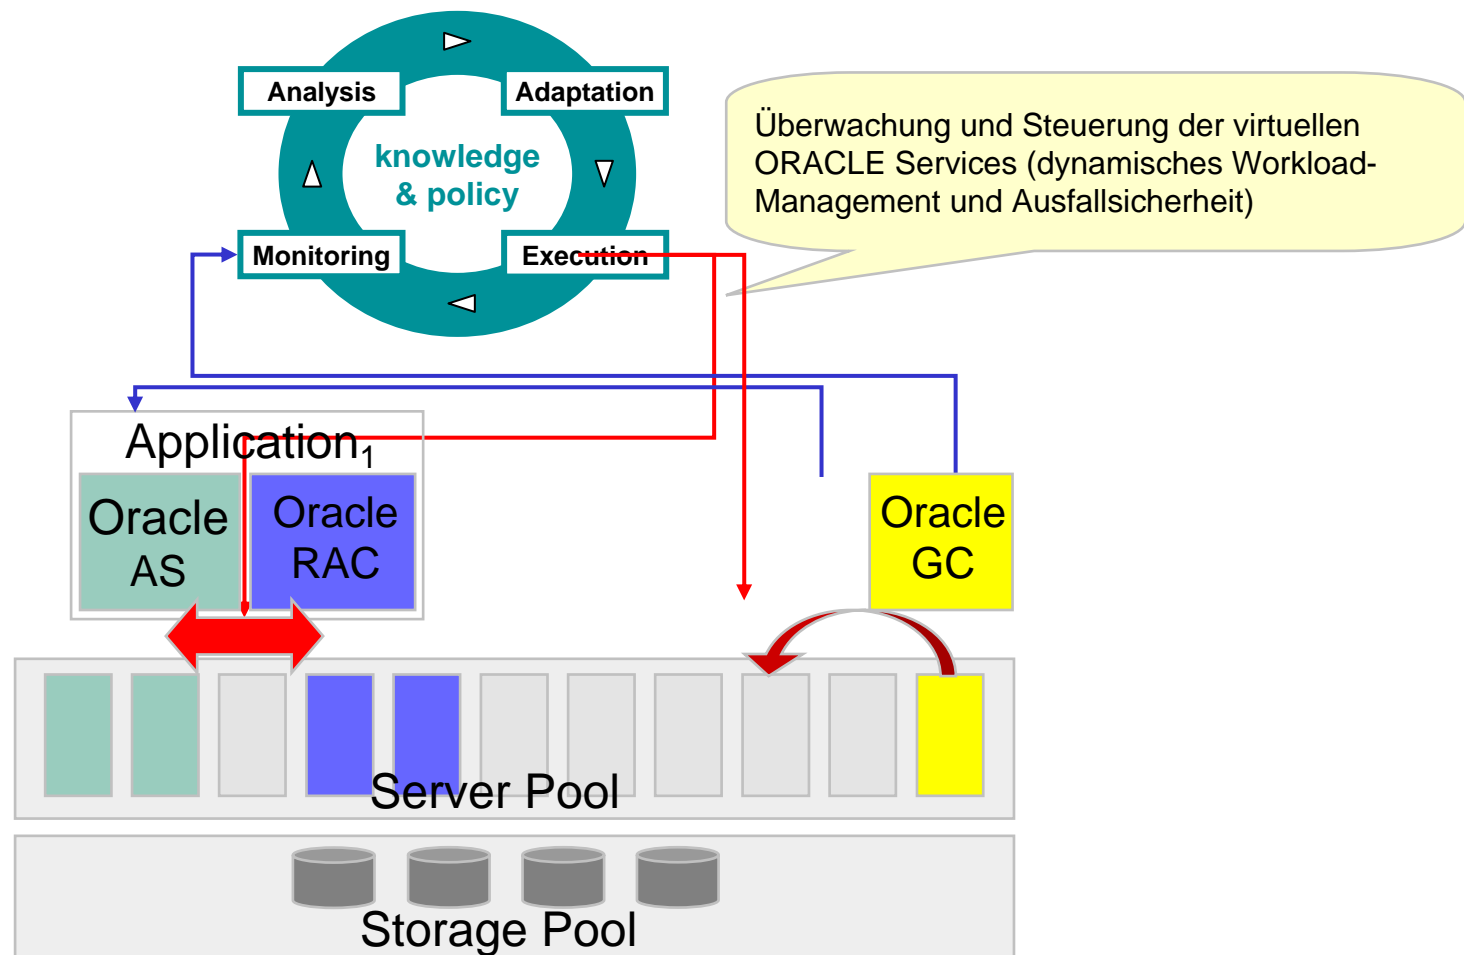 Analysis
Adaptation
knowledge
& policy
Monitoring
Execution
Überwachung und Steuerung der virtuellen
ORACLE Services (dynamisches Workload-
Management und Ausfallsicherheit)
Application₁
Oracle
AS
Oracle
RAC
Oracle
GC
Server Pool
Storage Pool